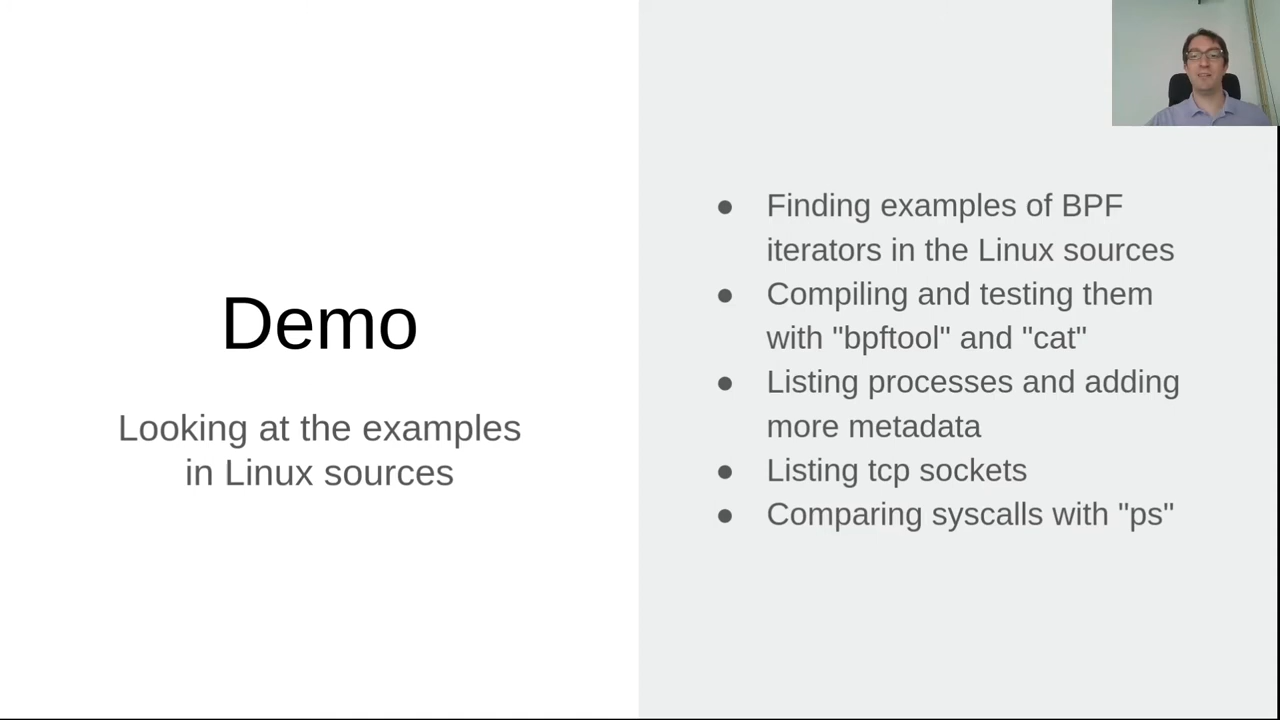 Demo
Looking at the examples
in Linux sources
● Finding examples of BPF
iterators in the Linux sources
● Compiling and testing them
with "bpftool" and "cat"
● Listing processes and adding
more metadata
● Listing tcp sockets
● Comparing syscalls with "ps"